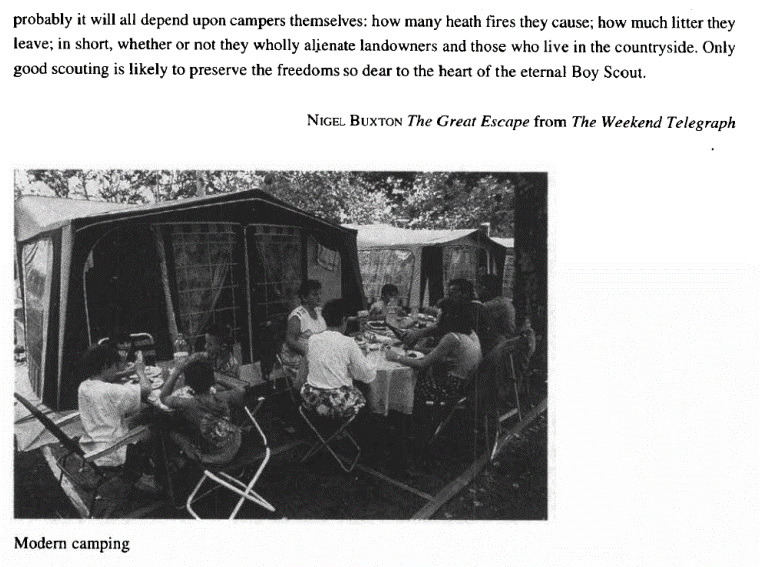 probably it will all depend upon campers themselves: how many heath fires they cause; how much litter they
leave; in short, whether or not they wholly alienate landowners and those who live in the countryside. Only
good scouting is likely to preserve the freedoms so dear to the heart of the eternal Boy Scout.
NIGEL BUXTON The Great Escape from The Weekend Telegraph
Modern camping